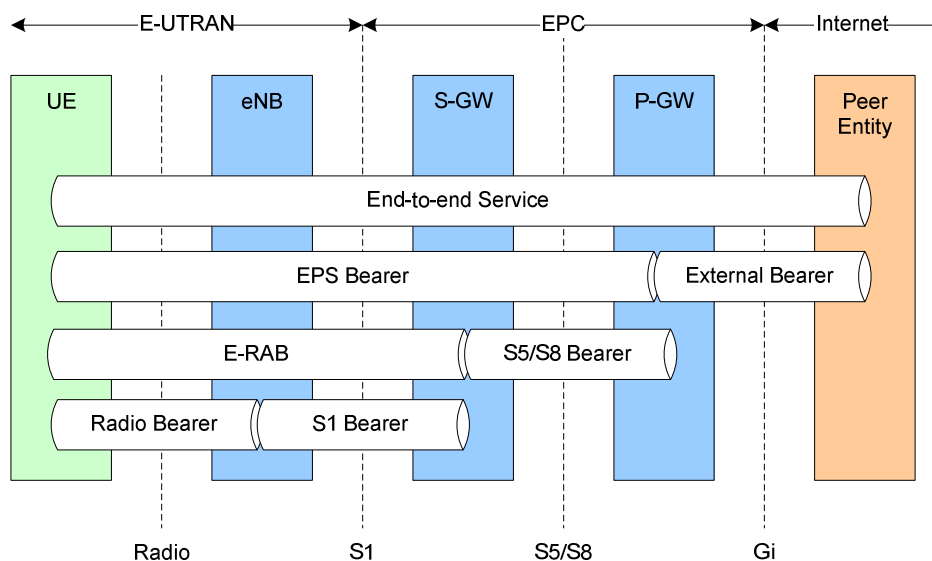 E-UTRAN EPC Internet
UE eNB S-GW P-GW Peer
Entity
End-to-end Service
EPS Bearer External Bearer
E-RAB S5/S8 Bearer
Radio Bearer S1 Bearer
Radio S1 S5/S8 Gi